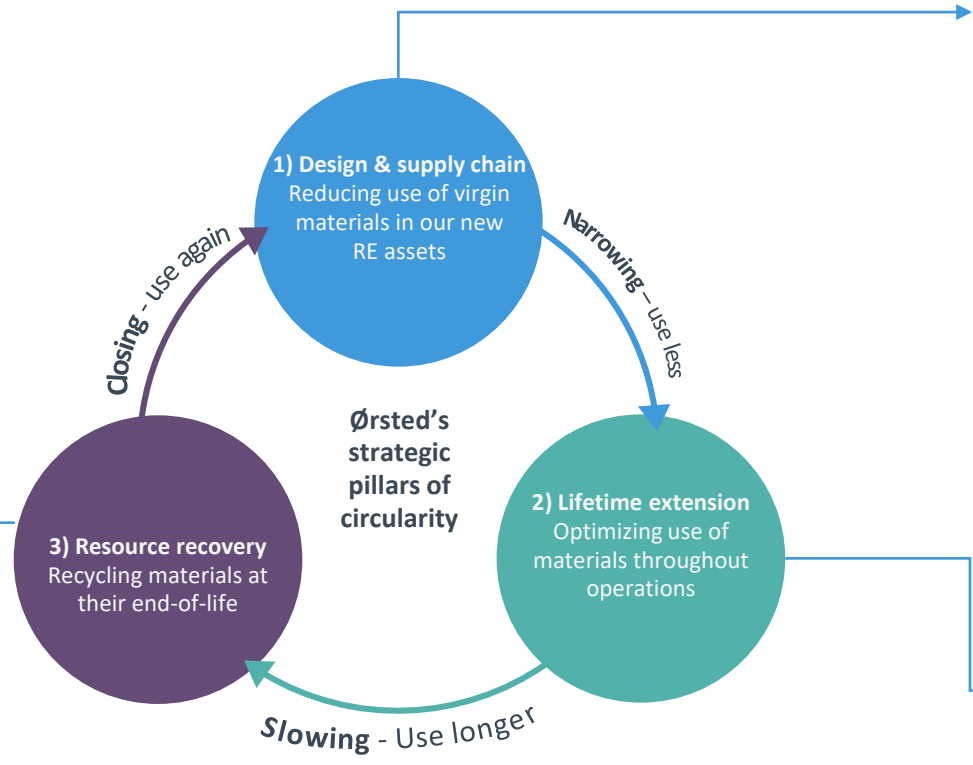 1) Design & supply chain
Reducing use of virgin
materials in our new
RE assets
Narrowing – use less
Closing - use again
Ørsted's
strategic
pillars of
circularity
2) Lifetime extension
Optimizing use of
materials throughout
operations
3) Resource recovery
Recycling materials at
their end-of-life
Slowing - Use longer